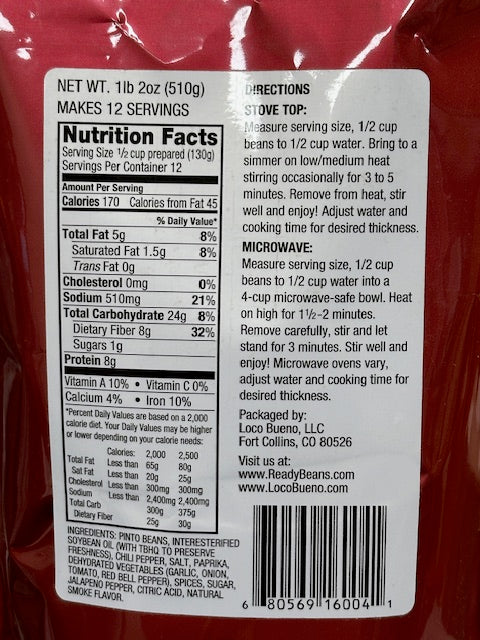 NET WT. 1lb 2oz (510g)
MAKES 12 SERVINGS
Nutrition Facts
Serving Size 1/2 cup prepared (130g)
Servings Per Container 12
Amount Per Serving
Calories 170 Calories from Fat 45
% Daily Value*
Total Fat 5g 8%
Saturated Fat 1.5g 8%
Trans Fat 0g
Cholesterol 0mg 0%
Sodium 510mg 21%
Total Carbohydrate 24g 8%
Dietary Fiber 8g 32%
Sugars 1g
Protein 8g
Vitamin A 10% • Vitamin C 0%
Calcium 4% • Iron 10%
*Percent Daily Values are based on a 2,000
calorie diet. Your Daily Values may be higher
or lower depending on your calorie needs:
Calories: 2,000 2,500
Total Fat Less than 65g 80g
Sat Fat Less than 20g 25g
Cholesterol Less than 300mg 300mg
Sodium Less than 2,400mg 2,400mg
Total Carb 300g 375g
Dietary Fiber 25g 30g
INGREDIENTS: PINTO BEANS, INTERESTERIFIED
SOYBEAN OIL (WITH TBHQ TO PRESERVE
FRESHNESS), CHILI PEPPER, SALT, PAPRIKA,
DEHYDRATED VEGETABLES (GARLIC, ONION,
TOMATO, RED BELL PEPPER), SPICES, SUGAR,
JALAPENO PEPPER, CITRIC ACID, NATURAL
SMOKE FLAVOR.
DIRECTIONS
STOVE TOP:
Measure serving size, 1/2 cup
beans to 1/2 cup water. Bring to a
simmer on low/medium heat
stirring occasionally for 3 to 5
minutes. Remove from heat, stir
well and enjoy! Adjust water and
cooking time for desired thickness.
MICROWAVE:
Measure serving size, 1/2 cup
beans to 1/2 cup water into a
4-cup microwave-safe bowl. Heat
on high for 1½-2 minutes.
Remove carefully, stir and let
stand for 3 minutes. Stir well and
enjoy! Microwave ovens vary,
adjust water and cooking time for
desired thickness.
Packaged by:
Loco Bueno, LLC
Fort Collins, CO 80526
Visit us at:
www.ReadyBeans.com
www.LocoBueno.com
6 80569 16004 1